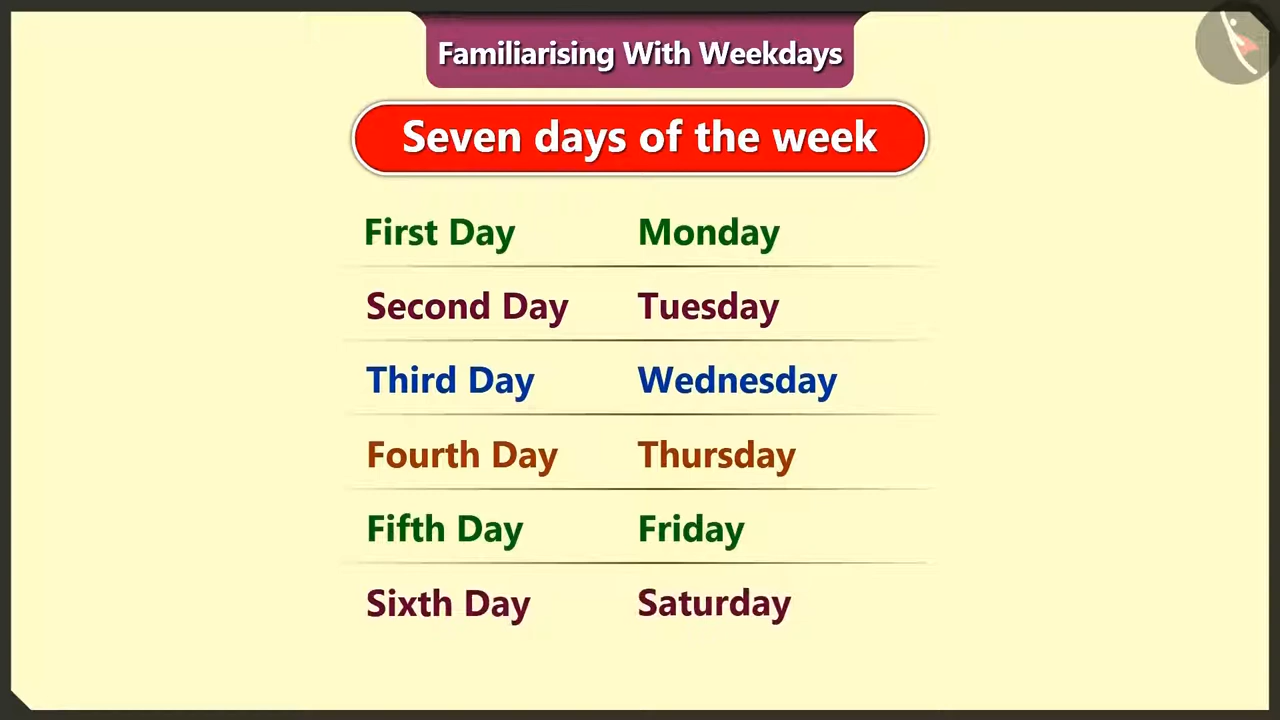 Familiarising With Weekdays
Seven days of the week
First Day Monday
Second Day Tuesday
Third Day Wednesday
Fourth Day Thursday
Fifth Day Friday
Sixth Day Saturday